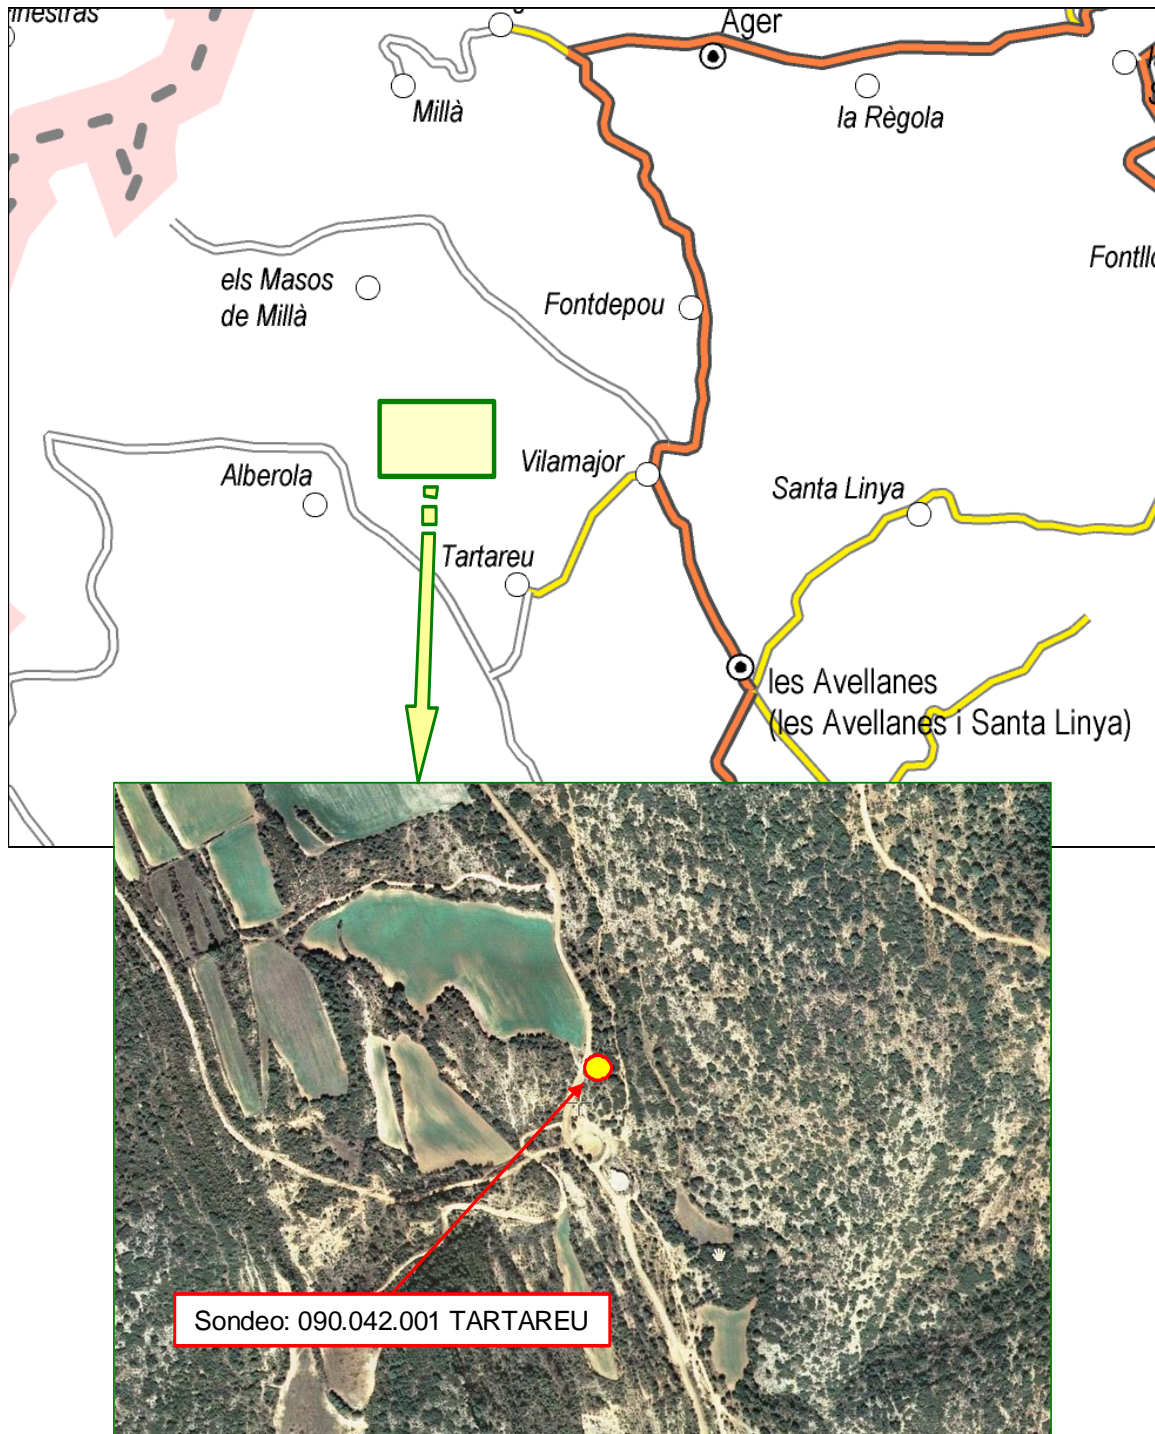 Ager
Millà
la Règola
els Masos
de Millà
Fontdepou
Alberola
Vilamajor
Santa Linya
Tartareu
les Avellanes
(les Avellanes i Santa Linya)
Sondeo: 090.042.001 TARTAREU